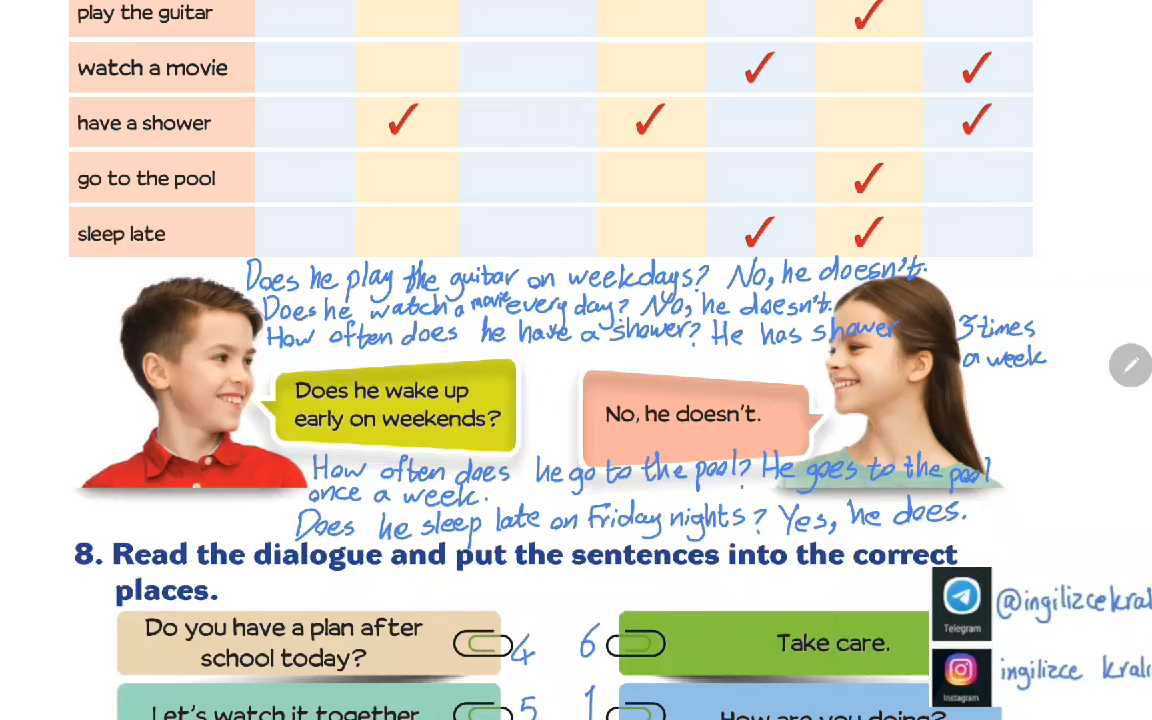 play the guitar
watch a movie
have a shower
go to the pool
sleep late
Does he play the guitar on weekdays? No, he doesn't.
Does he watch a movie every day? No, he doesn't.
How often does he have a shower? He has shower 3 times
a week
Does he wake up
early on weekends?
No, he doesn't.
How often does he go to the pool? He goes to the pool
once a week.
Does he sleep late on Friday nights? Yes, he does.
8. Read the dialogue and put the sentences into the correct
places.
Do you have a plan after
school today?
4
6
Take care.
Telegram
@ingilizcekral
Let's watch it together
5
1
How are you doing?
Instagram
ingilizce kralı